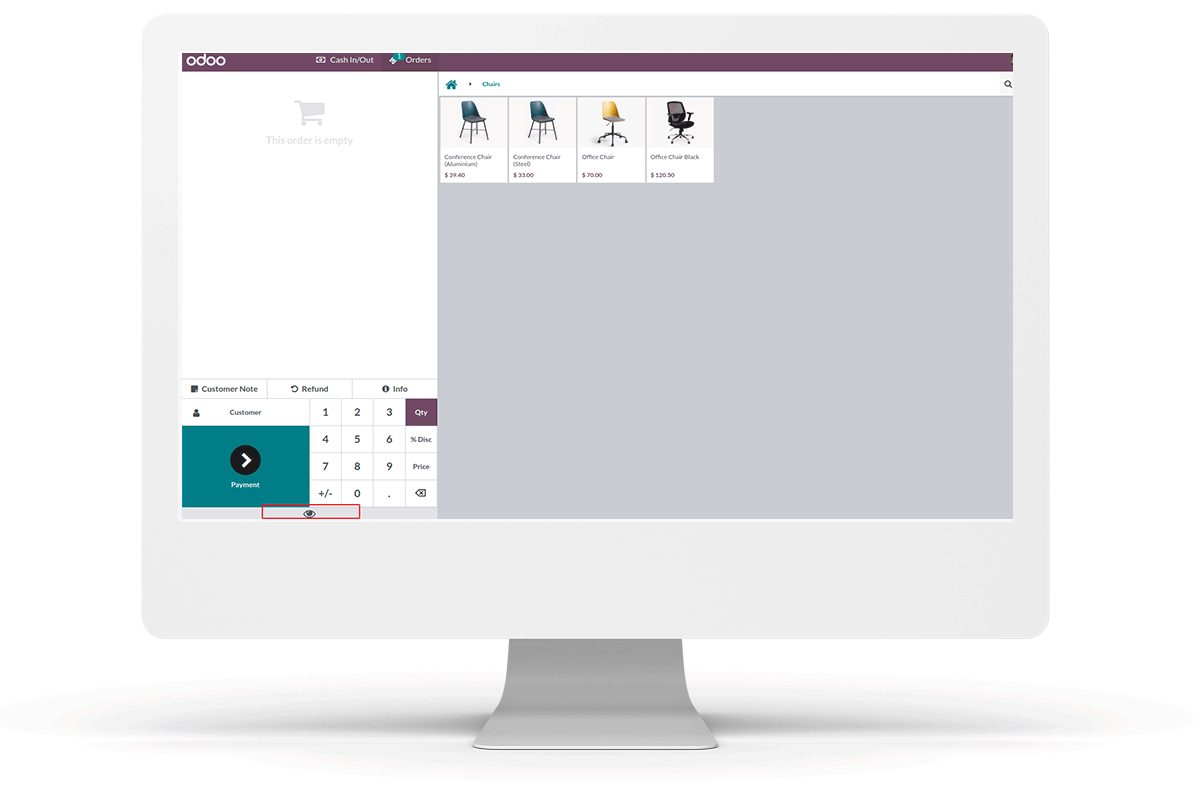 odoo
Cash In/Out
1
Orders
This order is empty
Chairs
Conference Chair
(Aluminium)
$ 39.40
Conference Chair
(Steel)
$ 33.00
Office Chair
$ 70.00
Office Chair Black
$ 120.50
Customer Note
Refund
Info
Customer
1 2 3 Qty
4 5 6 % Disc
7 8 9 Price
+/- 0 .
Payment